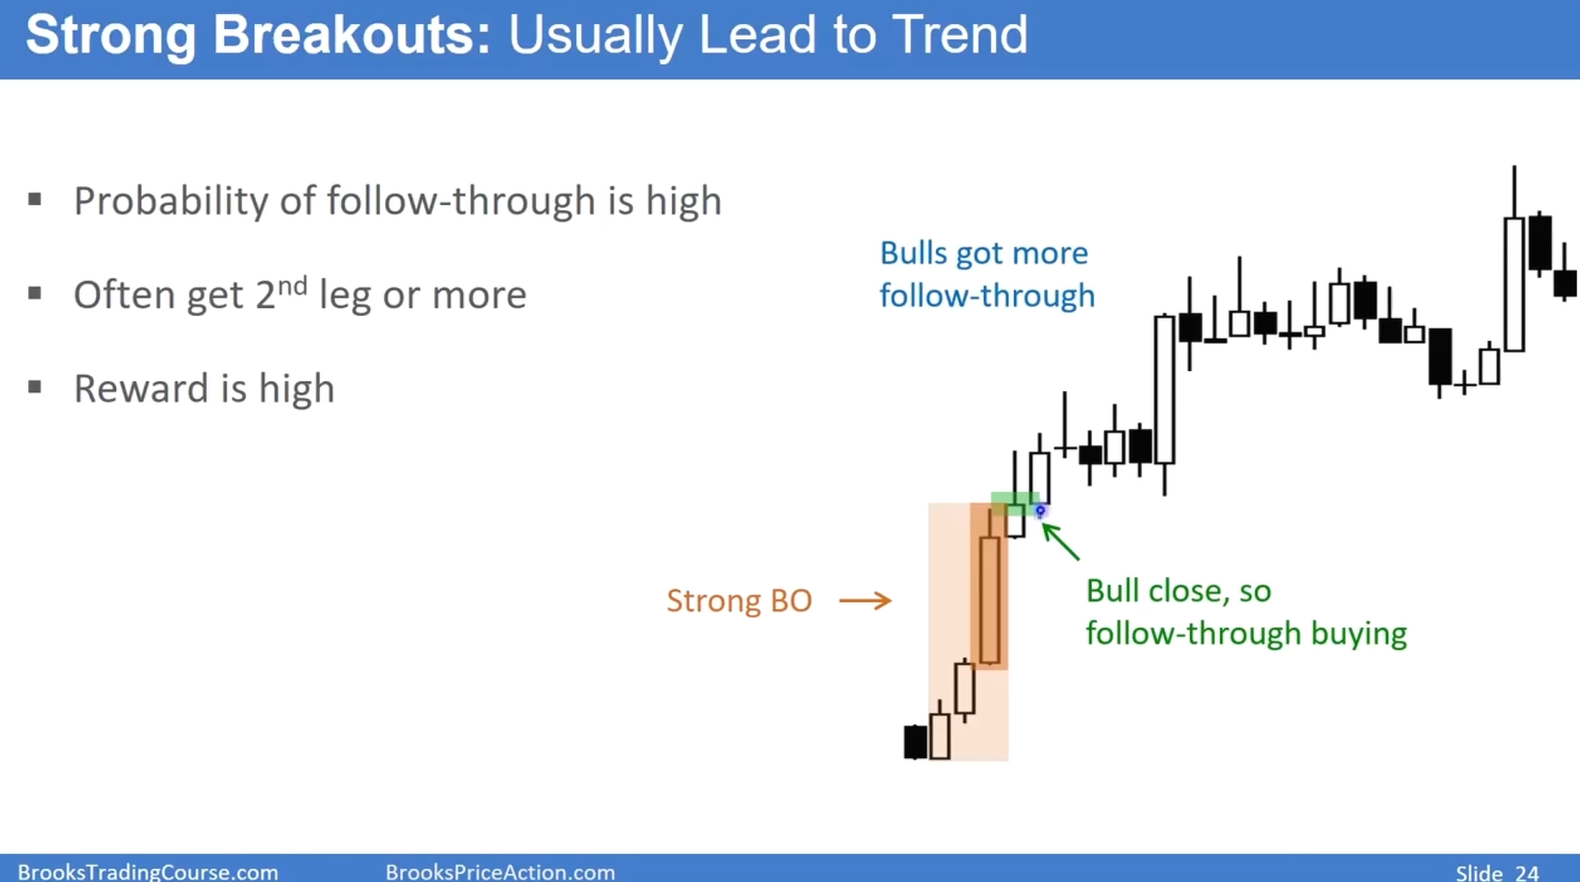 Strong Breakouts: Usually Lead to Trend
▪ Probability of follow-through is high
▪ Often get 2nd leg or more
▪ Reward is high
Bulls got more
follow-through
Strong BO →
Bull close, so
follow-through buying
BrooksTradingCourse.com BrooksPriceAction.com Slide 24